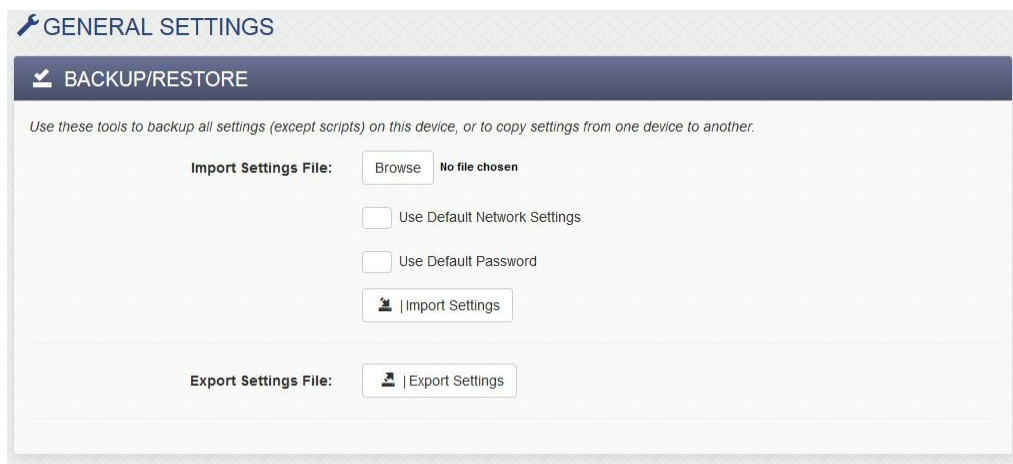 GENERAL SETTINGS
BACKUP/RESTORE
Use these tools to backup all settings (except scripts) on this device, or to copy settings from one device to another.
Import Settings File: Browse No file chosen
Use Default Network Settings
Use Default Password
| Import Settings
Export Settings File: | Export Settings